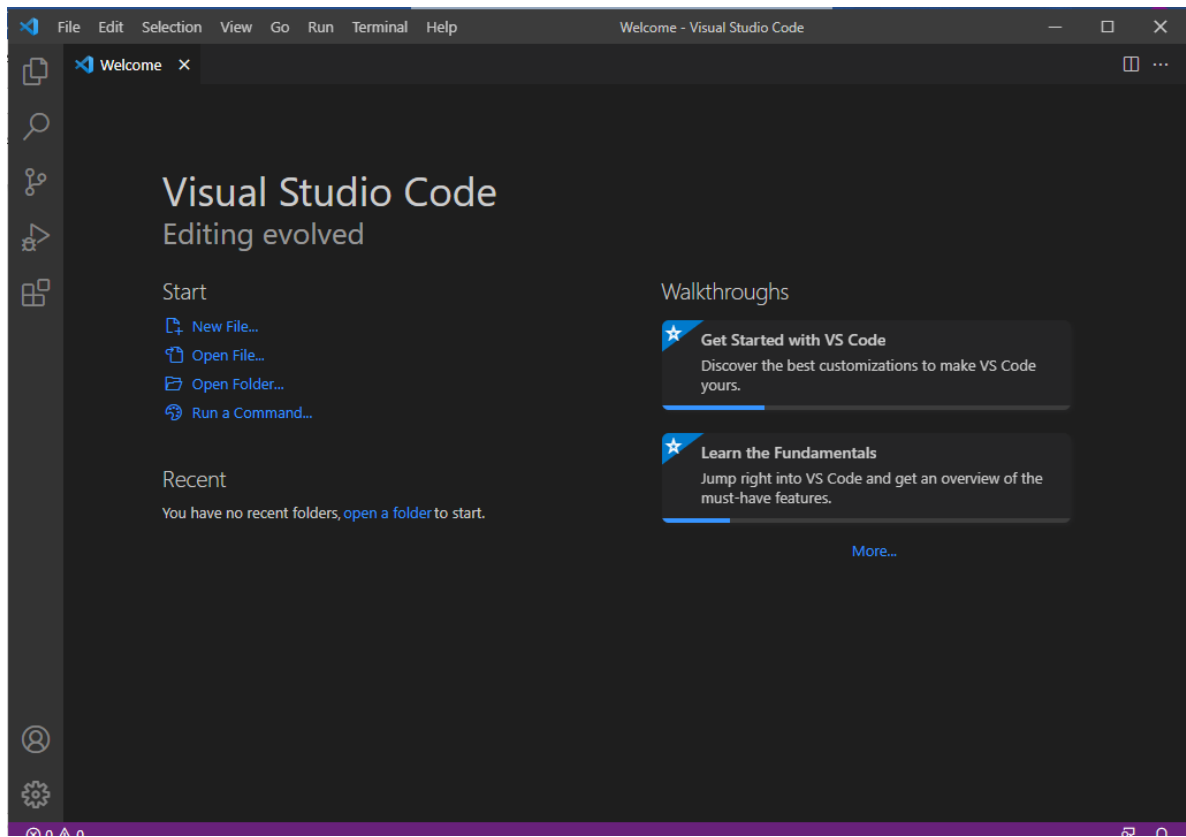 File Edit Selection View Go Run Terminal Help Welcome - Visual Studio Code
Welcome
Visual Studio Code
Editing evolved
Start
New File...
Open File...
Open Folder...
Run a Command...
Recent
You have no recent folders, open a folder to start.
Walkthroughs
Get Started with VS Code
Discover the best customizations to make VS Code
yours.
Learn the Fundamentals
Jump right into VS Code and get an overview of the
must-have features.
More...
0 0